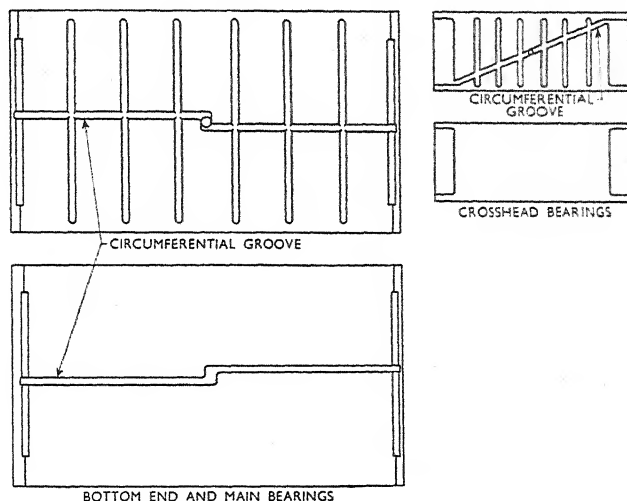 CIRCUMFERENTIAL
GROOVE
CROSSHEAD BEARINGS
CIRCUMFERENTIAL GROOVE
BOTTOM END AND MAIN BEARINGS